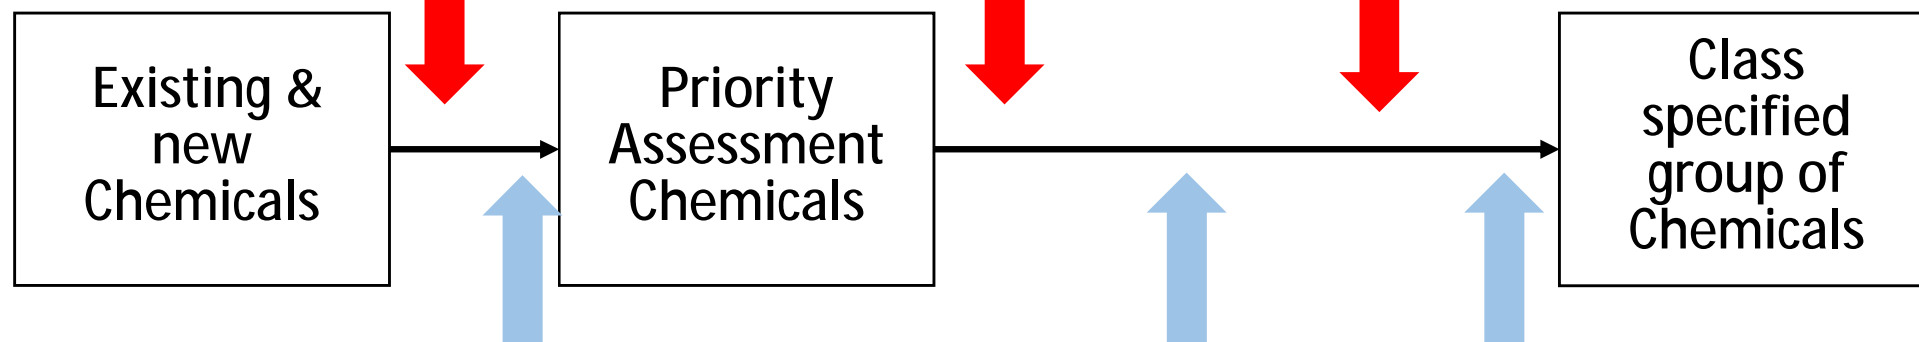 Existing &
new
Chemicals
Priority
Assessment
Chemicals
Class
specified
group of
Chemicals